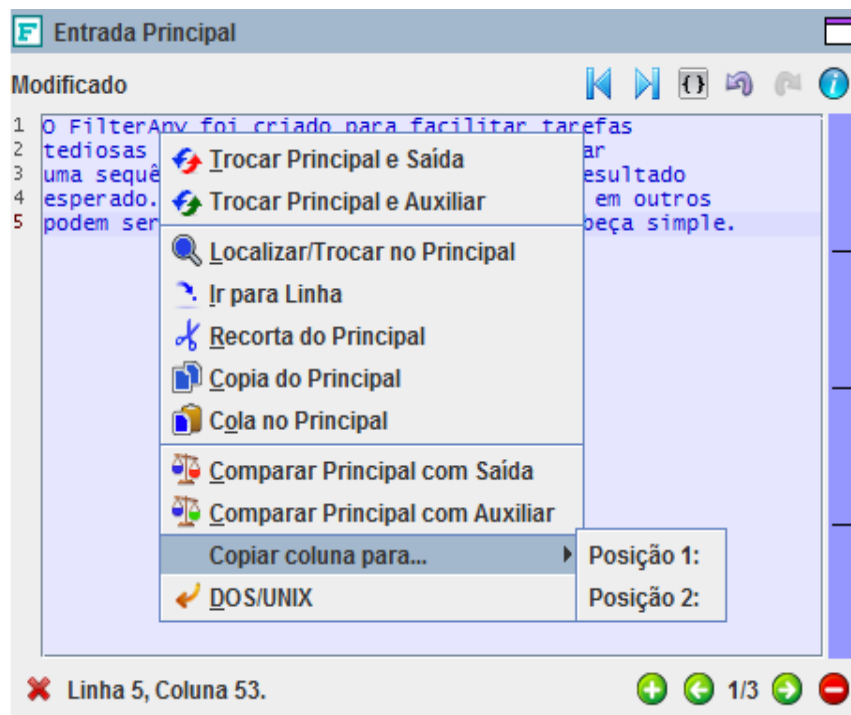 F Entrada Principal
Modificado
{} i
1 O FilterAny foi criado para facilitar tarefas
2 tediosas ar
3 uma sequê esultado
4 esperado. em outros
5 podem ser beça simple.
Trocar Principal e Saída
Trocar Principal e Auxiliar
Localizar/Trocar no Principal
Ir para Linha
Recorta do Principal
Copia do Principal
Cola no Principal
Comparar Principal com Saída
Comparar Principal com Auxiliar
Copiar coluna para... Posição 1:
DOS/UNIX Posição 2:
Linha 5, Coluna 53. 1/3